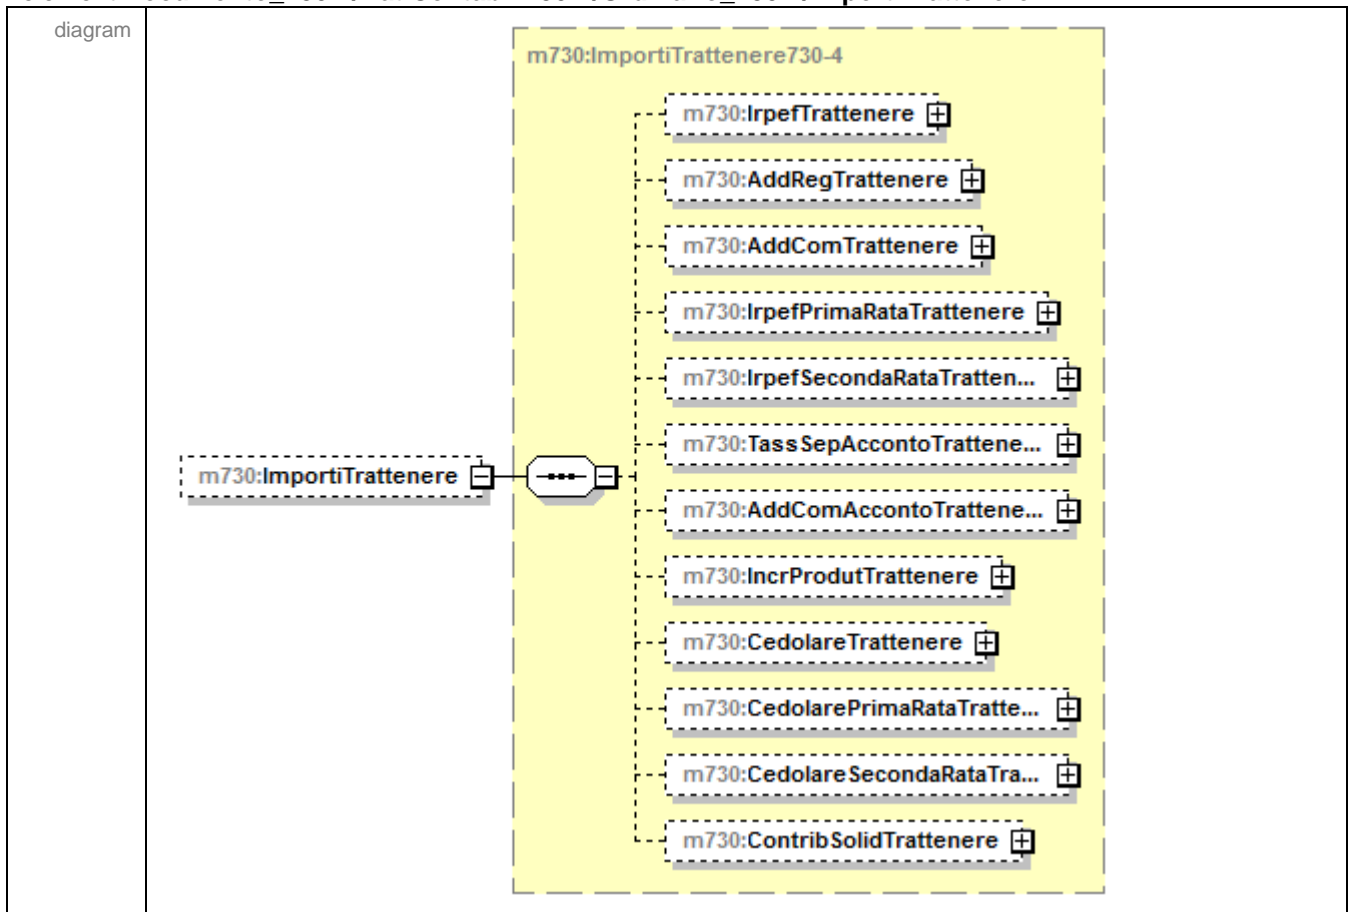 diagram
m730:ImportiTrattenere730-4
m730:IrpefTrattenere
m730:AddRegTrattenere
m730:AddComTrattenere
m730:IrpefPrimaRataTrattenere
m730:IrpefSecondaRataTratten...
m730:TassSepAccontoTrattene...
m730:ImportiTrattenere
m730:AddComAccontoTrattene...
m730:IncrProdutTrattenere
m730:CedolareTrattenere
m730:CedolarePrimaRataTratte...
m730:CedolareSecondaRataTra...
m730:ContribSolidTrattenere